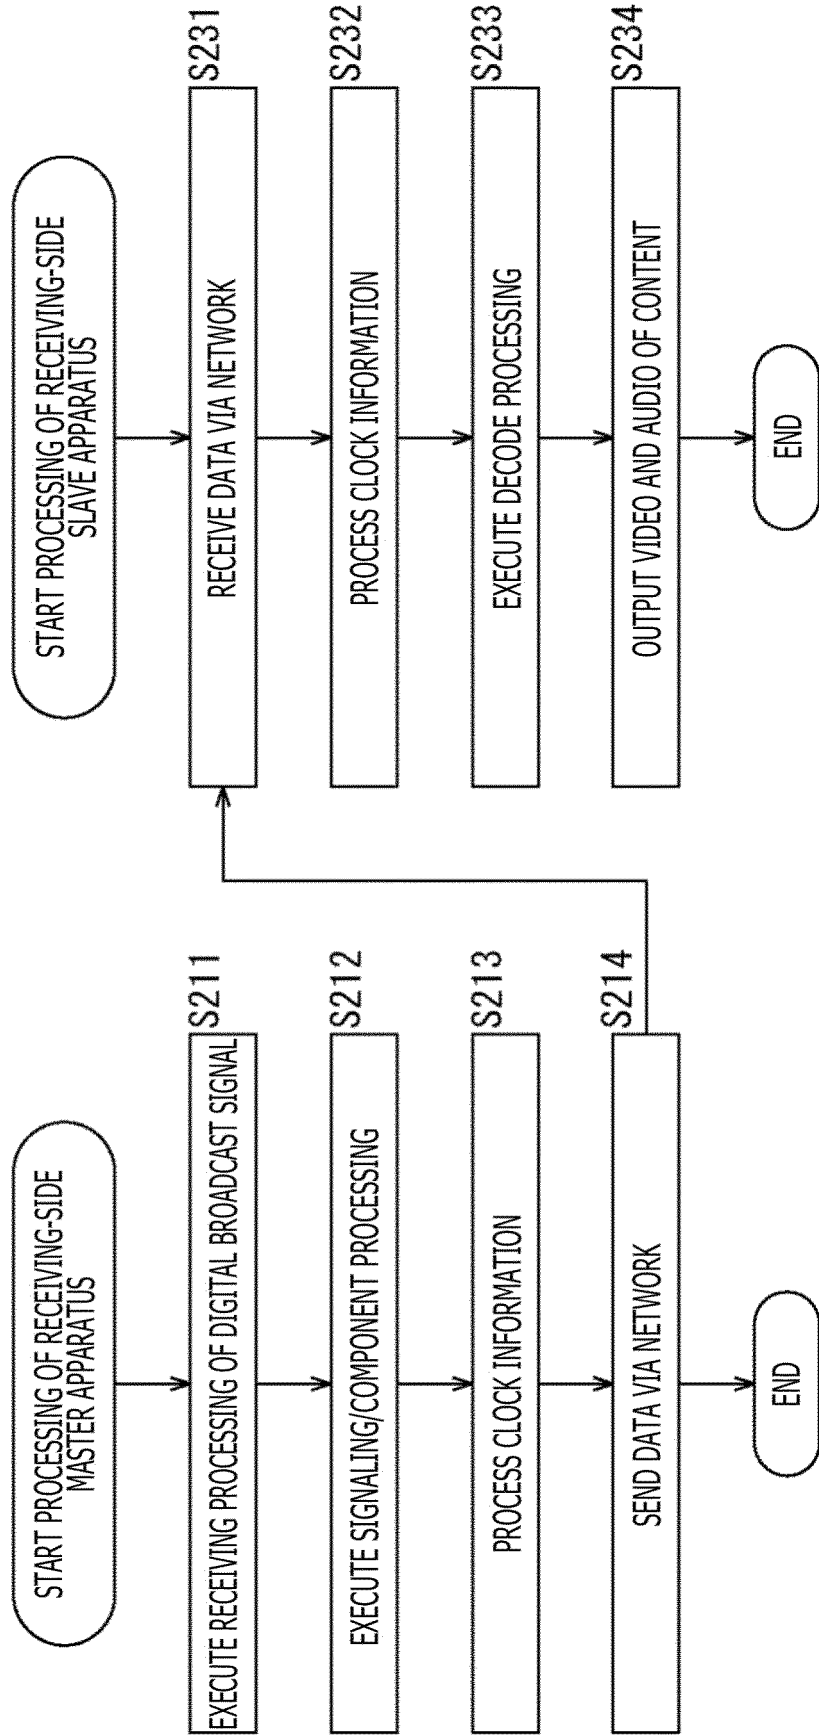 START PROCESSING OF RECEIVING-SIDE
MASTER APPARATUS
S211
EXECUTE RECEIVING PROCESSING OF DIGITAL BROADCAST SIGNAL
S212
EXECUTE SIGNALING/COMPONENT PROCESSING
S213
PROCESS CLOCK INFORMATION
S214
SEND DATA VIA NETWORK
END
START PROCESSING OF RECEIVING-SIDE
SLAVE APPARATUS
S231
RECEIVE DATA VIA NETWORK
S232
PROCESS CLOCK INFORMATION
S233
EXECUTE DECODE PROCESSING
S234
OUTPUT VIDEO AND AUDIO OF CONTENT
END